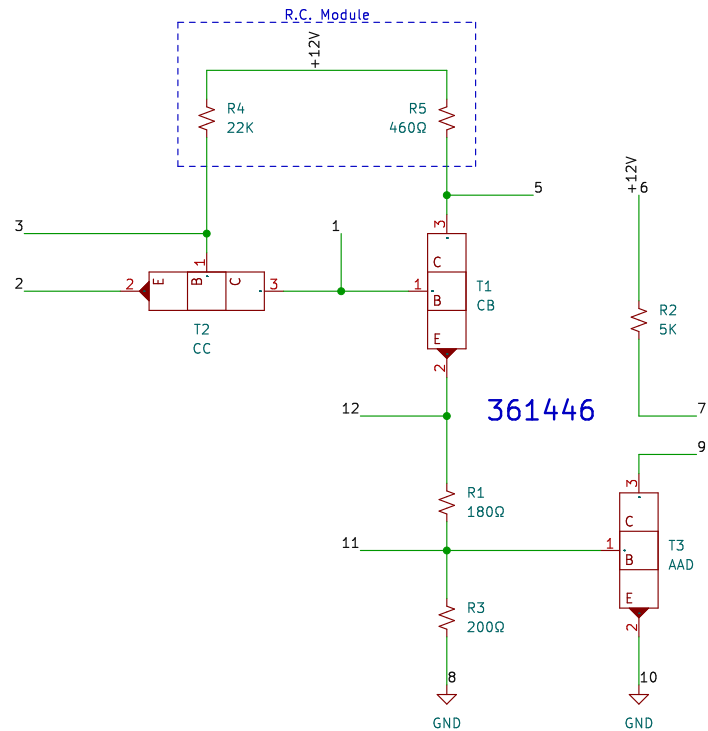 R.C. Module
+12V
R4
22K
R5
460Ω
5
+12V
6
3
1
3
1
2
2
E
B
C
3
T2
CC
1
C
B
E
T1
CB
2
R2
5K
12
361446
7
9
R1
180Ω
3
11
1
C
B
E
T3
AAD
R3
200Ω
2
8
10
GND
GND